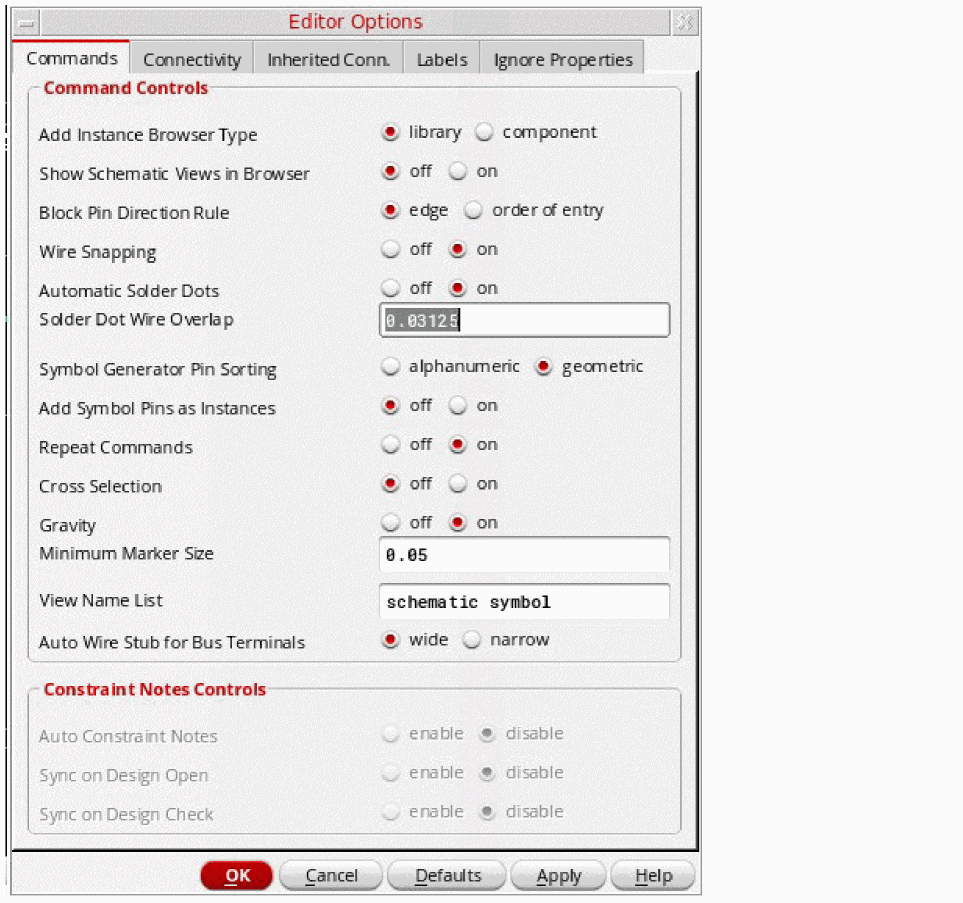 Editor Options
Commands Connectivity Inherited Conn. Labels Ignore Properties
Command Controls
Add Instance Browser Type library component
Show Schematic Views in Browser off on
Block Pin Direction Rule edge order of entry
Wire Snapping off on
Automatic Solder Dots off on
Solder Dot Wire Overlap 0.03125
Symbol Generator Pin Sorting alphanumeric geometric
Add Symbol Pins as Instances off on
Repeat Commands off on
Cross Selection off on
Gravity off on
Minimum Marker Size 0.05
View Name List schematic symbol
Auto Wire Stub for Bus Terminals wide narrow
Constraint Notes Controls
Auto Constraint Notes enable disable
Sync on Design Open enable disable
Sync on Design Check enable disable
OK Cancel Defaults Apply Help